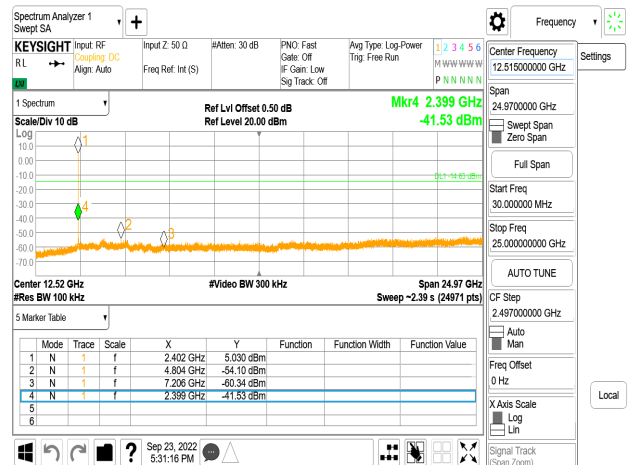 Spectrum Analyzer 1
Swept SA
+
Frequency
KEYSIGHT
Input: RF
Input Z: 50 Ω
#Atten: 30 dB
PNO: Fast
Avg Type: Log-Power
1 2 3 4 5 6
R L
Coupling: DC
Gate: Off
Trig: Free Run
M W W W W W
Align: Auto
Freq Ref: Int (S)
IF Gain: Low
Sig Track: Off
P N N N N N
1 Spectrum
Ref Lvl Offset 0.50 dB
Mkr4 2.399 GHz
Scale/Div 10 dB
Ref Level 20.00 dBm
-41.53 dBm
Log
10.0
0.00
-10.0
-20.0
-30.0
-40.0
-50.0
-60.0
-70.0
1
4
2
3
Center 12.52 GHz
#Video BW 300 kHz
Span 24.97 GHz
#Res BW 100 kHz
Sweep ~2.39 s (24971 pts)
5 Marker Table
Mode Trace Scale X Y Function Function Width Function Value
1 N 1 f 2.402 GHz 5.030 dBm
2 N 1 f 4.804 GHz -54.10 dBm
3 N 1 f 7.206 GHz -60.34 dBm
4 N 1 f 2.399 GHz -41.53 dBm
5
6
Sep 23, 2022
5:31:16 PM
?
Center Frequency
12.515000000 GHz
Settings
Span
24.9700000 GHz
Swept Span
Zero Span
Full Span
Start Freq
30.000000 MHz
Stop Freq
25.000000000 GHz
AUTO TUNE
CF Step
2.497000000 GHz
Auto
Man
Freq Offset
0 Hz
Local
X Axis Scale
Log
Lin
Signal Track
(Span Zoom)